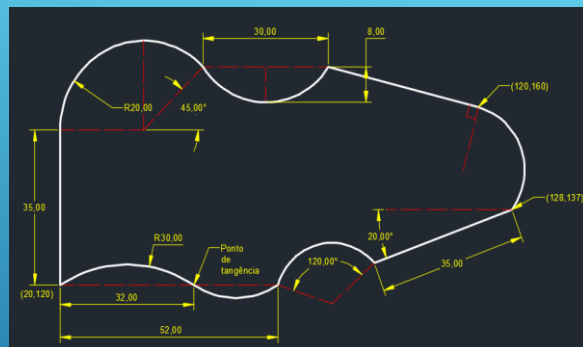 30,00
8,00
(120,160)
R20,00
45,00°
35,00
(128,137)
R30,00
Ponto
de
tangência
20,00°
120,00°
35,00
(20,120)
32,00
52,00